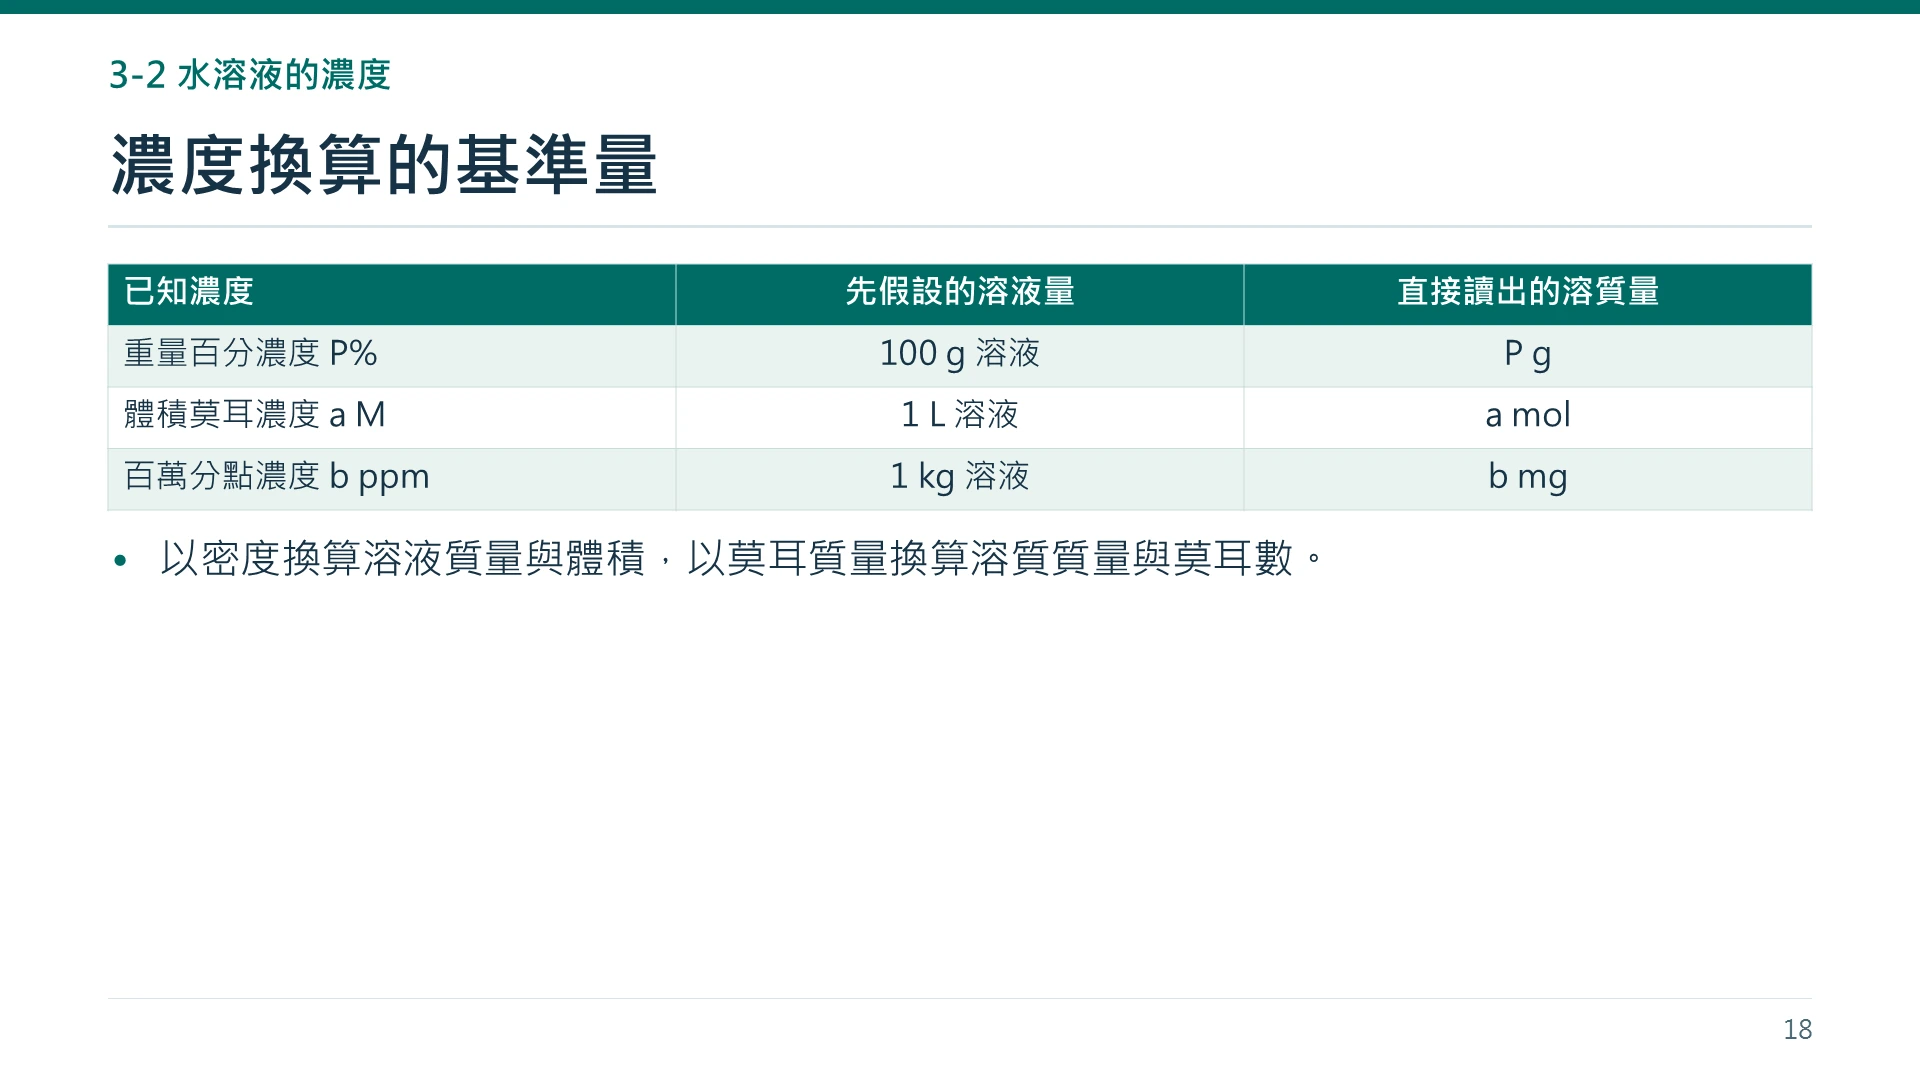 3-2 水溶液的濃度
濃度換算的基準量
已知濃度 先假設的溶液量 直接讀出的溶質量
重量百分濃度 P% 100 g 溶液 P g
體積莫耳濃度 a M 1 L 溶液 a mol
百萬分點濃度 b ppm 1 kg 溶液 b mg
• 以密度換算溶液質量與體積，以莫耳質量換算溶質質量與莫耳數。
18